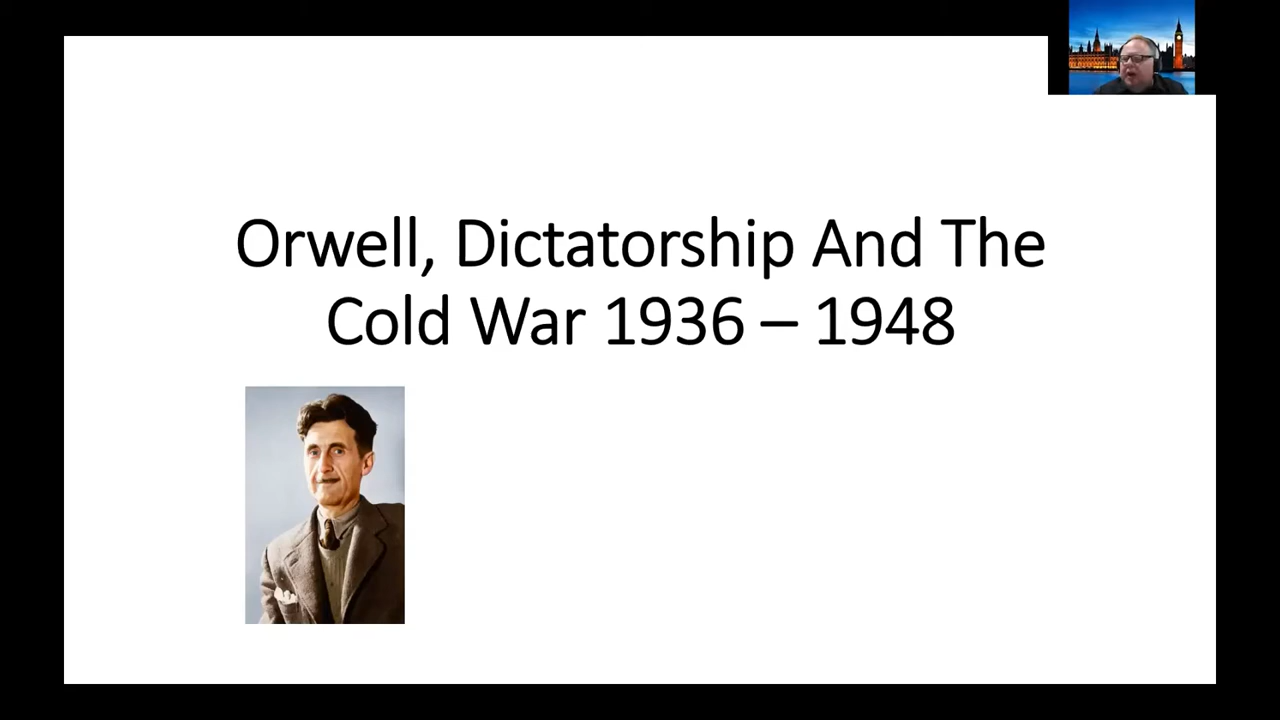 Orwell, Dictatorship And The
Cold War 1936 – 1948